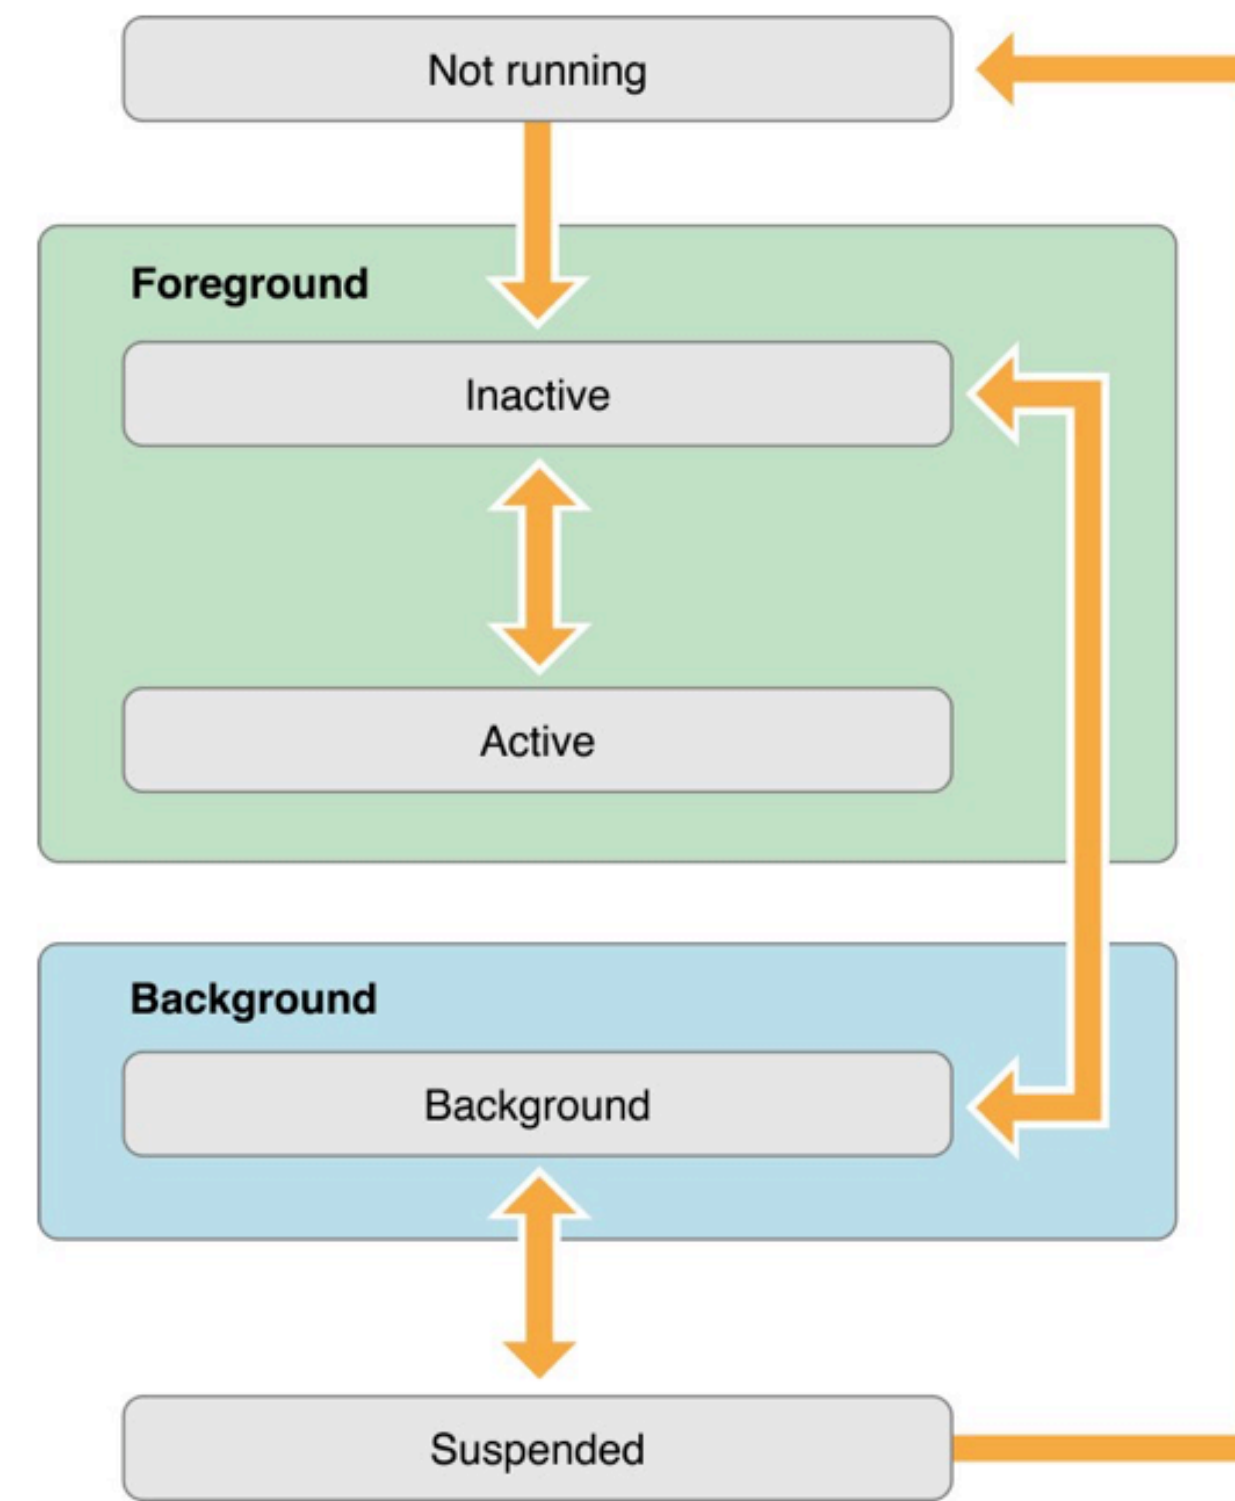 Not running
Foreground
Inactive
Active
Background
Background
Suspended